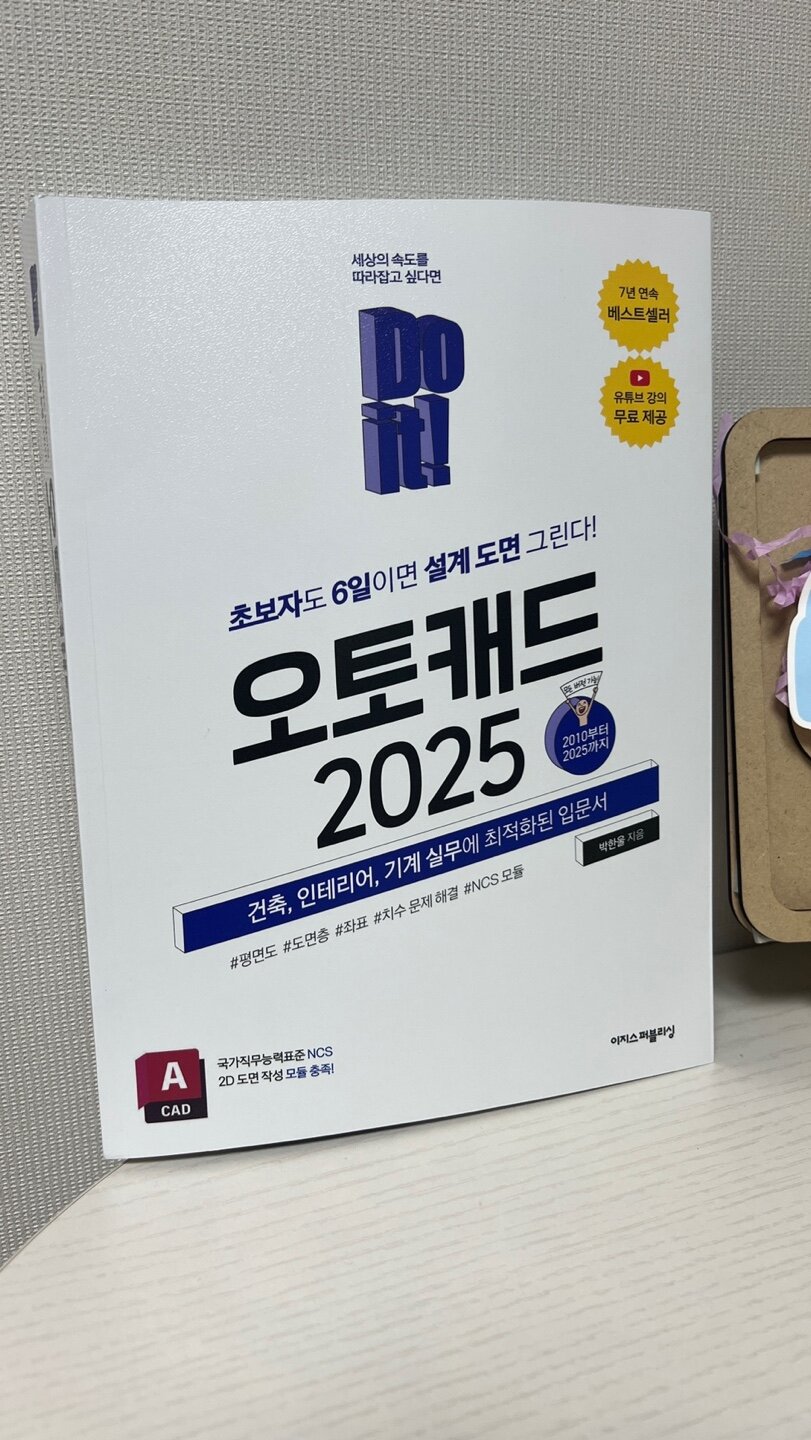 세상의 속도를
따라잡고 싶다면
Do
it!
7년 연속
베스트셀러
유튜브 강의
무료 제공
초보자도 6일이면 설계 도면 그린다!
오토캐드
2025
모든 버전 가능!
2010부터
2025까지
건축, 인테리어, 기계 실무에 최적화된 입문서
박한울 지음
#평면도 #도면층 #좌표 #치수 문제 해결 #NCS 모듈
A
CAD
국가직무능력표준 NCS
2D 도면 작성 모듈 충족!
이지스퍼블리싱